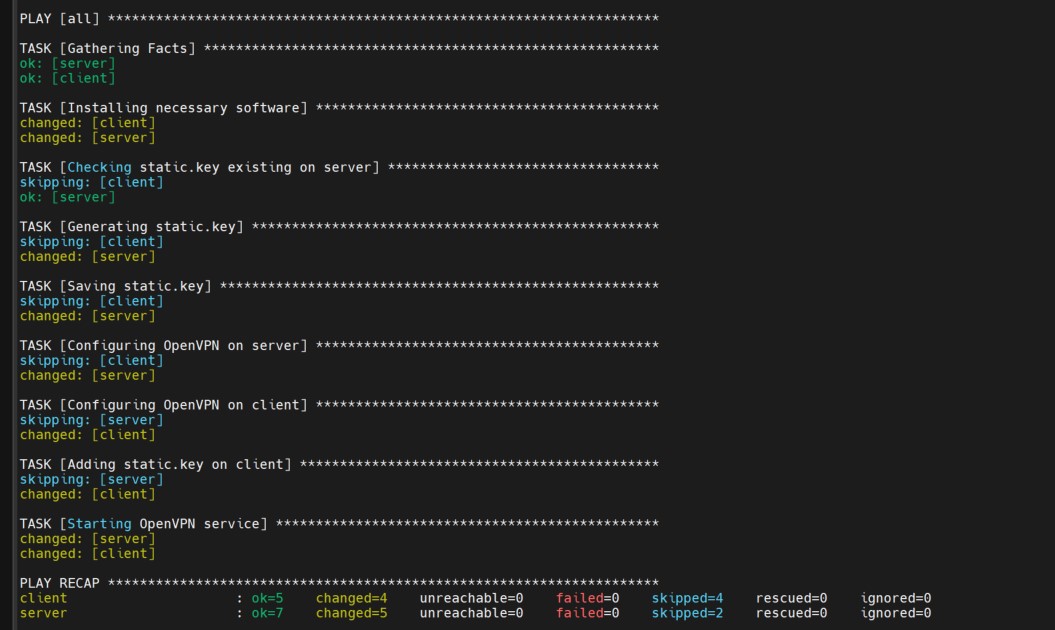 PLAY [all] *********************************************************************
TASK [Gathering Facts] *********************************************************
ok: [server]
ok: [client]
TASK [Installing necessary software] *******************************************
changed: [client]
changed: [server]
TASK [Checking static.key existing on server] **********************************
skipping: [client]
ok: [server]
TASK [Generating static.key] ***************************************************
skipping: [client]
changed: [server]
TASK [Saving static.key] *******************************************************
skipping: [client]
changed: [server]
TASK [Configuring OpenVPN on server] *******************************************
skipping: [client]
changed: [server]
TASK [Configuring OpenVPN on client] *******************************************
skipping: [server]
changed: [client]
TASK [Adding static.key on client] *********************************************
skipping: [server]
changed: [client]
TASK [Starting OpenVPN service] ************************************************
changed: [server]
changed: [client]
PLAY RECAP *********************************************************************
client : ok=5 changed=4 unreachable=0 failed=0 skipped=4 rescued=0 ignored=0
server : ok=7 changed=5 unreachable=0 failed=0 skipped=2 rescued=0 ignored=0